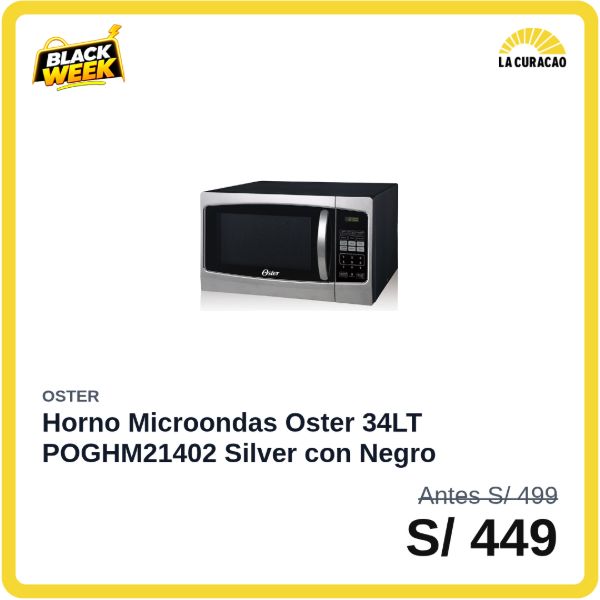 BLACK
WEEK
LA CURACAO
Oster
OSTER
Horno Microondas Oster 34LT
POGHM21402 Silver con Negro
Antes S/ 499
S/ 449